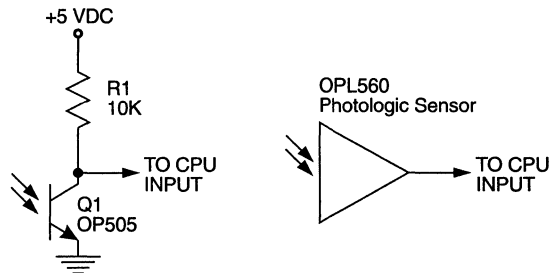 +5 VDC
R1
10K
TO CPU
INPUT
Q1
OP505
OPL560
Photologic Sensor
TO CPU
INPUT